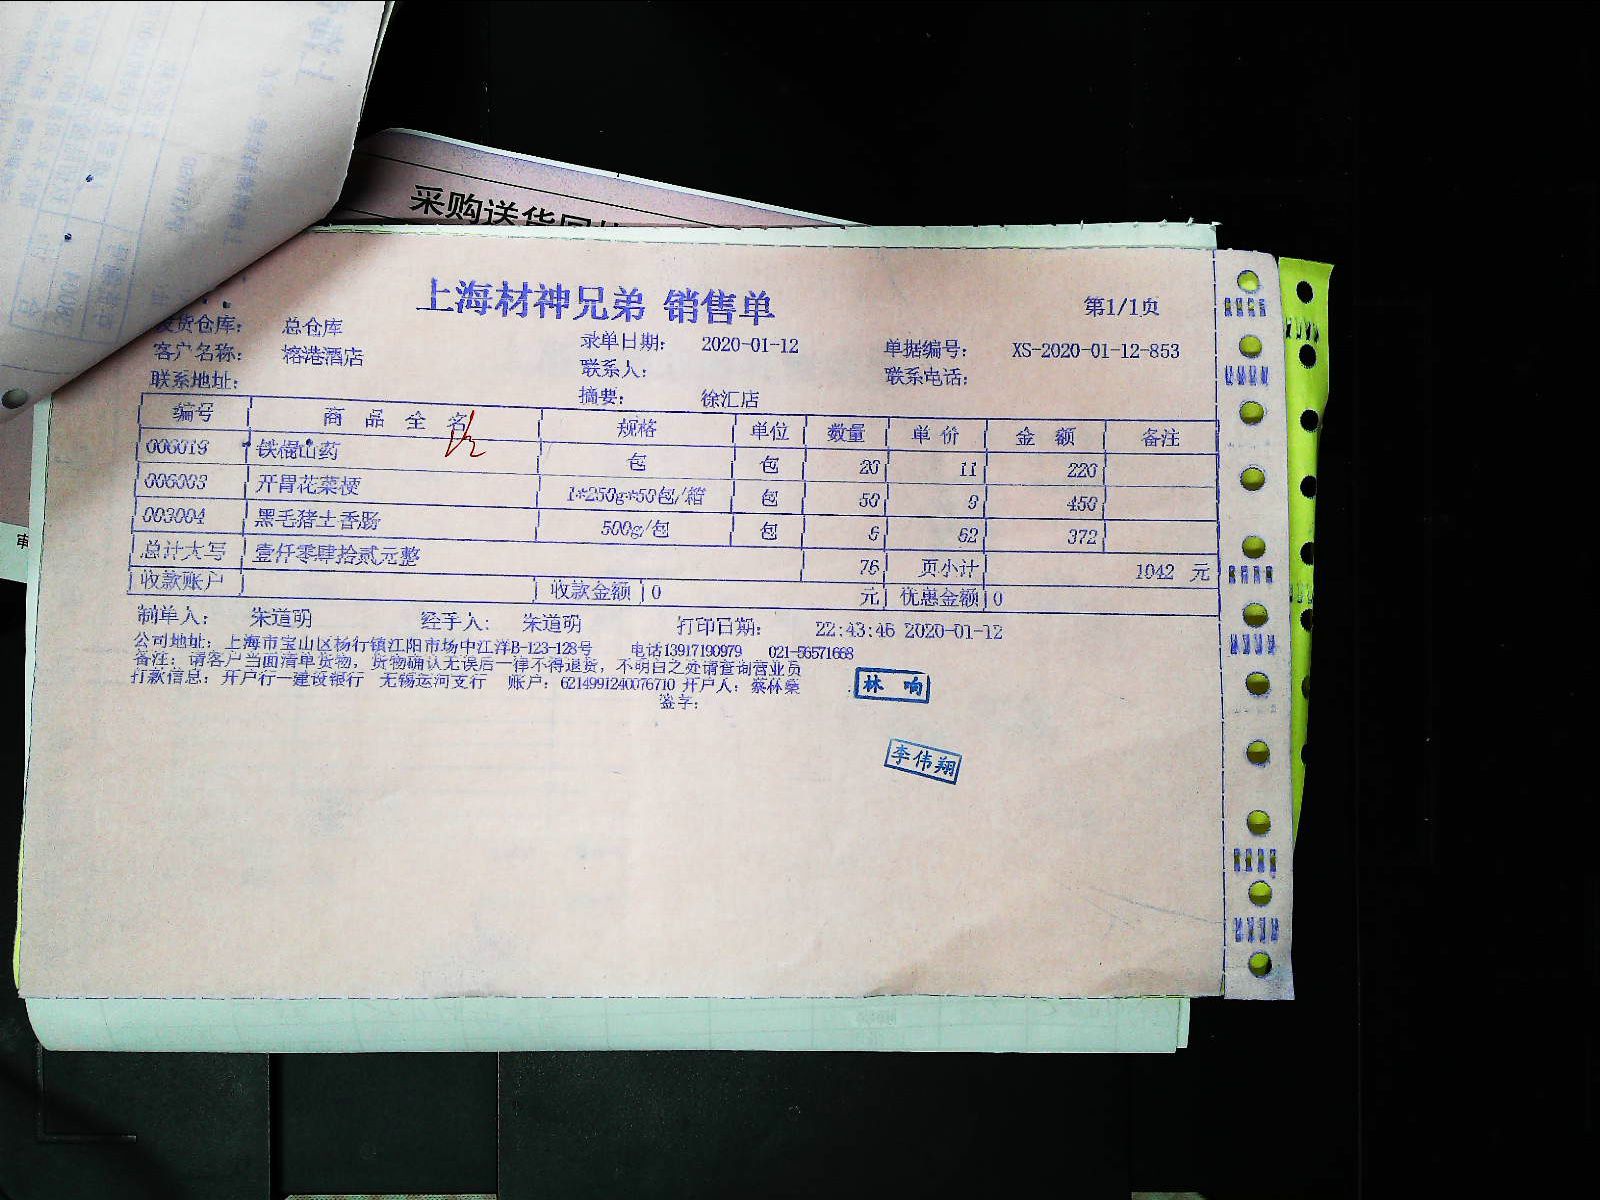 采购送货
上海材神兄弟 销售单
第1/1页
发货仓库: 总仓库 录单日期: 2020-01-12 单据编号: XS-2020-01-12-853
客户名称: 榕港酒店 联系人: 联系电话:
联系地址: 摘要: 徐汇店
编号 商品全名 规格 单位 数量 单价 金额 备注
006019 铁棍山药 包 包 20 11 220
006003 开胃花菜梗 1*250g*50包/箱 包 50 9 450
003004 黑毛猪土香肠 500g/包 包 6 62 372
总计大写 壹仟零肆拾贰元整 76 页小计 1042 元
收款账户 收款金额 0 元 优惠金额 0
制单人: 朱道明 经手人: 朱道明 打印日期: 22:43:46 2020-01-12
公司地址: 上海市宝山区杨行镇江阳市场中江洋B-123-128号 电话13917190979 021-56571668
备注: 请客户当面清单货物, 货物确认无误后一律不得退货, 不明白之处请查询营业员
打款信息: 开户行—建设银行 无锡运河支行 账户: 6214991240076710 开户人: 蔡林燊
签字:
林响
李伟翔